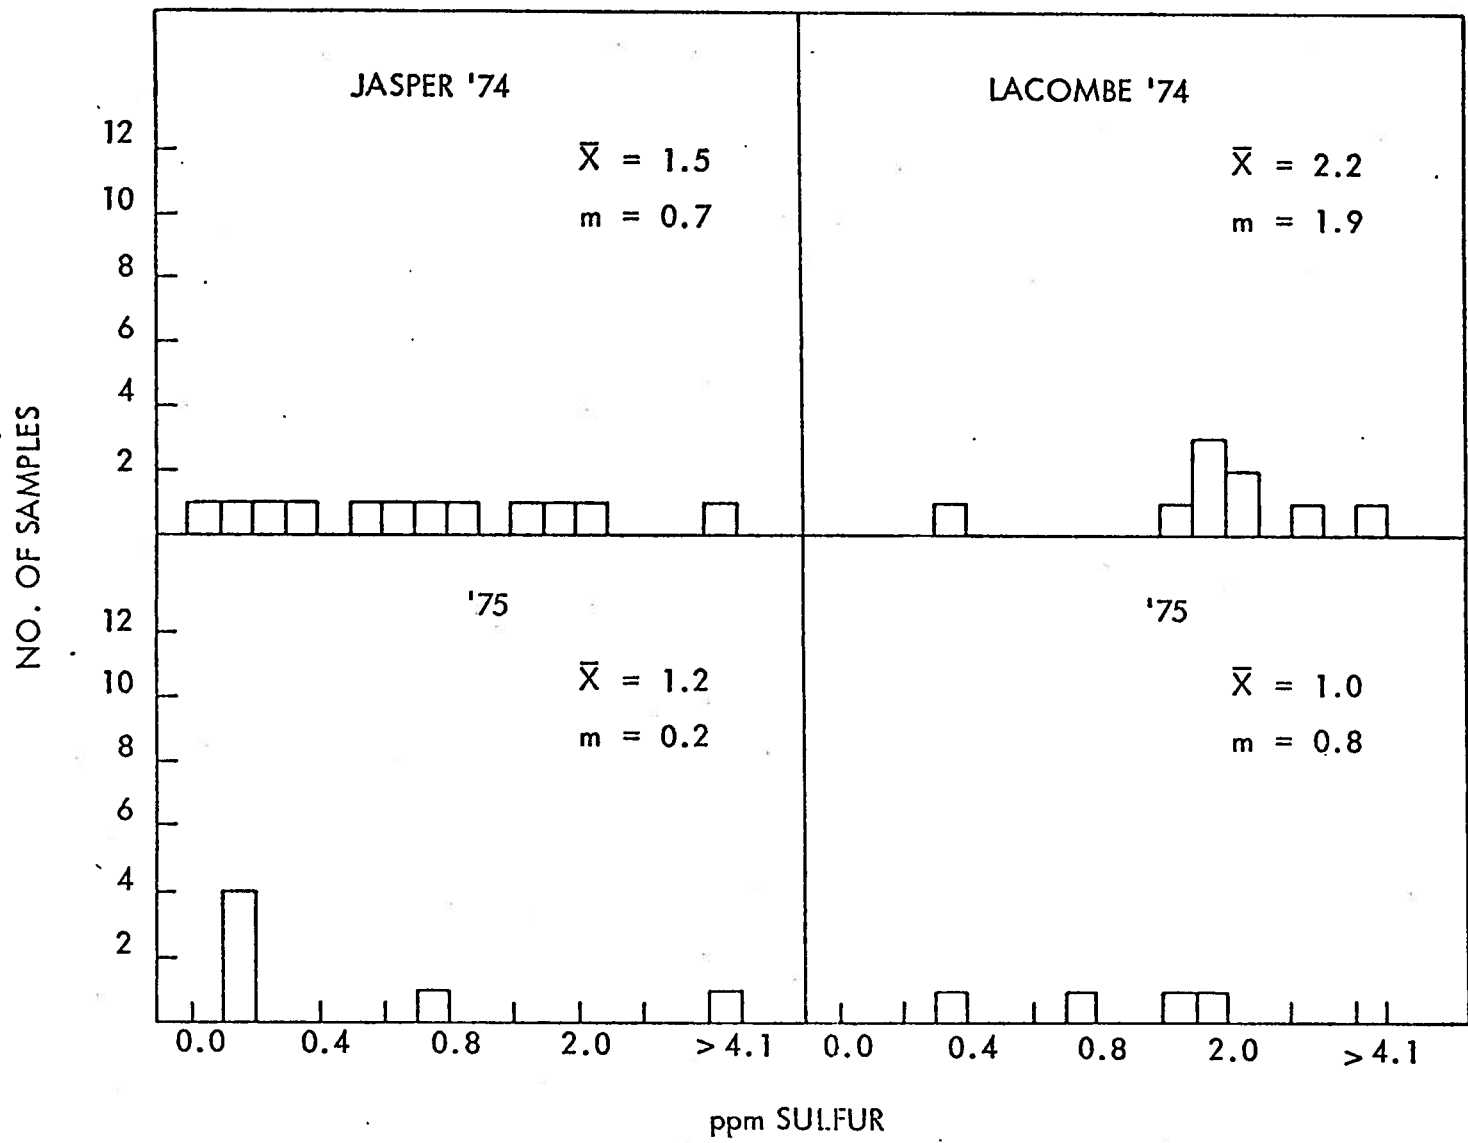 JASPER '74
X̄ = 1.5
m = 0.7
LACOMBE '74
X̄ = 2.2
m = 1.9
12
10
8
6
4
2
NO. OF SAMPLES
'75
X̄ = 1.2
m = 0.2
'75
X̄ = 1.0
m = 0.8
12
10
8
6
4
2
0.0 0.4 0.8 2.0 >4.1 0.0 0.4 0.8 2.0 >4.1
ppm SULFUR